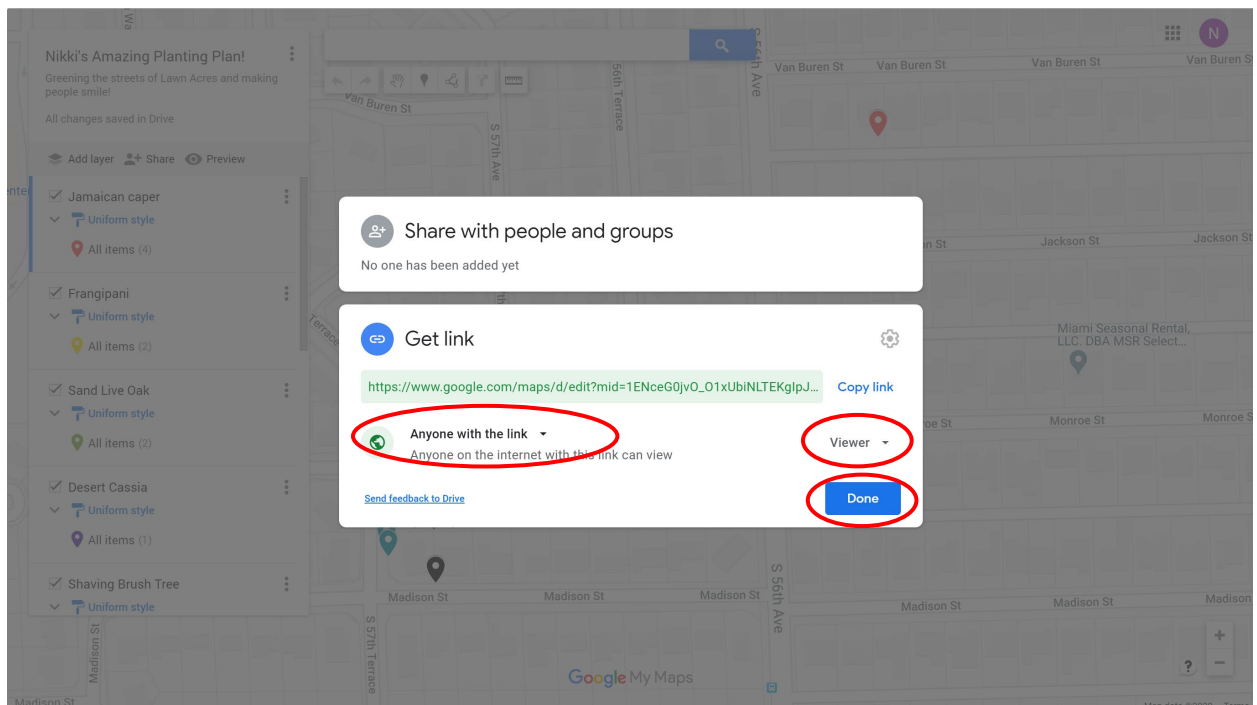 Nikki's Amazing Planting Plan!
Greening the streets of Lawn Acres and making
people smile!
All changes saved in Drive
Add layer Share Preview
Jamaican caper
Uniform style
All items (4)
Frangipani
Uniform style
All items (2)
Sand Live Oak
Uniform style
All items (2)
Desert Cassia
Uniform style
All items (1)
Shaving Brush Tree
Uniform style
N
Share with people and groups
No one has been added yet
Get link
https://www.google.com/maps/d/edit?mid=1ENceG0jvO_O1xUbiNLTEKgIpJ...
Copy link
Anyone with the link
Viewer
Anyone on the internet with this link can view
Send feedback to Drive
Done
Van Buren St
Van Buren St
Van Buren St
Van Buren St
Van Buren S
S 56th Ave
56th Terrace
S 57th Ave
Terrace
on St
Jackson St
Jackson St
Miami Seasonal Rental,
LLC. DBA MSR Select...
oe St
Monroe St
Monroe S
Madison St
Madison St
Madison St
Madison St
Madison St
Madison
S 56th Ave
S 57th Terrace
Madison St
Madison St
Google My Maps
?
+
−